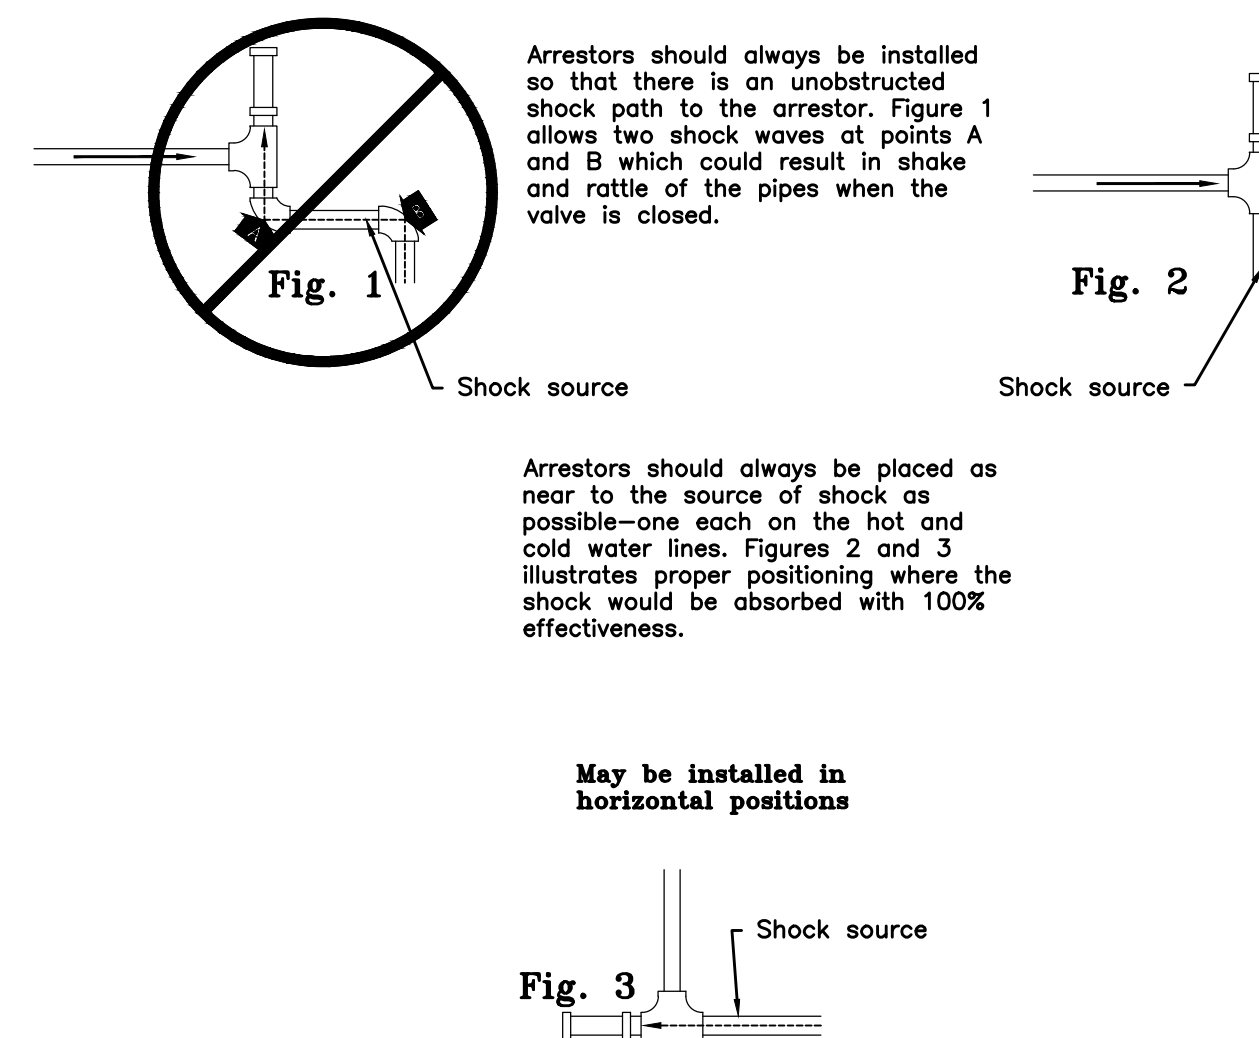 Arrestors should always be installed
so that there is an unobstructed
shock path to the arrestor. Figure 1
allows two shock waves at points A
and B which could result in shake
and rattle of the pipes when the
valve is closed.
A
B
Fig. 1
Shock source
Fig. 2
Shock source
Arrestors should always be placed as
near to the source of shock as
possible–one each on the hot and
cold water lines. Figures 2 and 3
illustrates proper positioning where the
shock would be absorbed with 100%
effectiveness.
May be installed in
horizontal positions
Shock source
Fig. 3